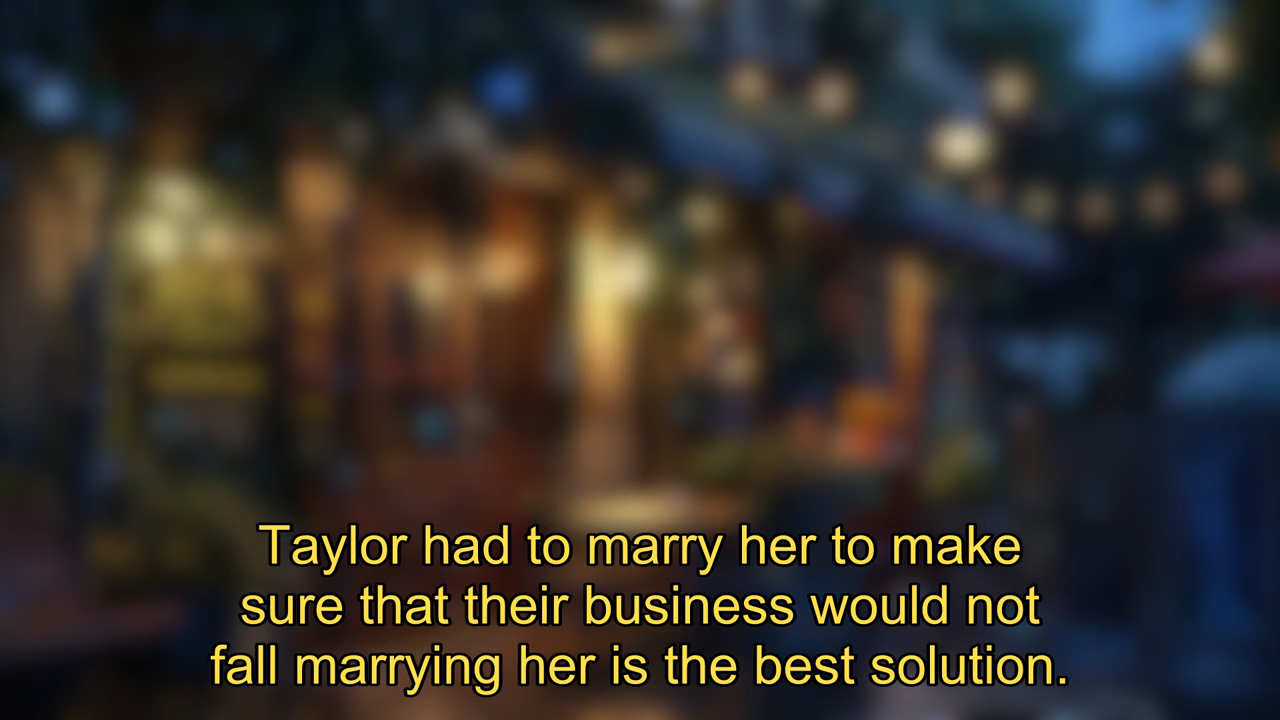 Taylor had to marry her to make
sure that their business would not
fall marrying her is the best solution.